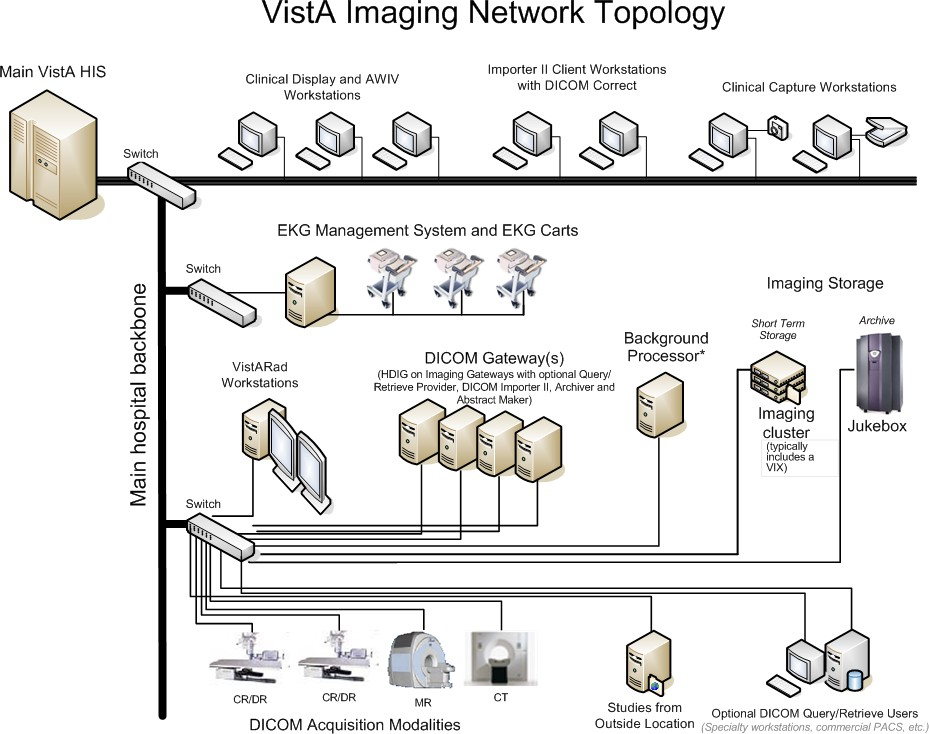 VistA Imaging Network Topology
Main VistA HIS
Clinical Display and AWIV
Workstations
Importer II Client Workstations
with DICOM Correct
Clinical Capture Workstations
Switch
EKG Management System and EKG Carts
Switch
Main hospital backbone
Imaging Storage
Short Term
Storage
Archive
Background
Processor*
DICOM Gateway(s)
(HDIG on Imaging Gateways with optional Query/
Retrieve Provider, DICOM Importer II, Archiver and
Abstract Maker)
VistARad
Workstations
Imaging
cluster
(typically
includes a
VIX)
Jukebox
Switch
CR/DR
CR/DR
MR
CT
DICOM Acquisition Modalities
Studies from
Outside Location
Optional DICOM Query/Retrieve Users
(Specialty workstations, commercial PACS, etc.)